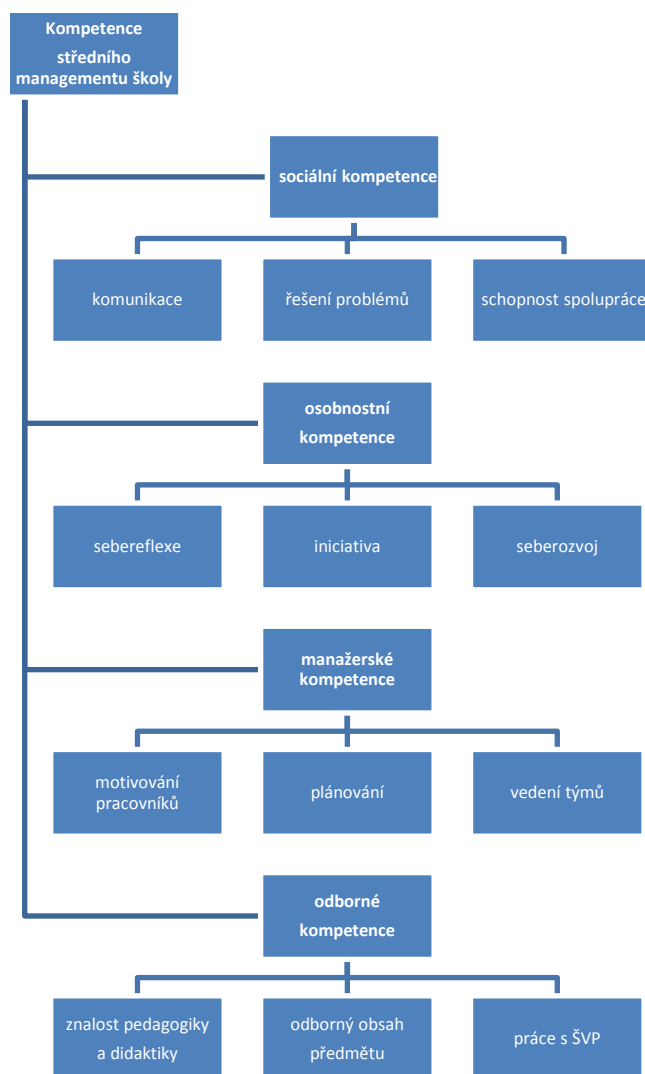 Kompetence
středního
managementu školy
sociální kompetence
komunikace
řešení problémů
schopnost spolupráce
osobnostní
kompetence
sebereflexe
iniciativa
seberozvoj
manažerské
kompetence
motivování
pracovníků
plánování
vedení týmů
odborné
kompetence
znalost pedagogiky
a didaktiky
odborný obsah
předmětu
práce s ŠVP